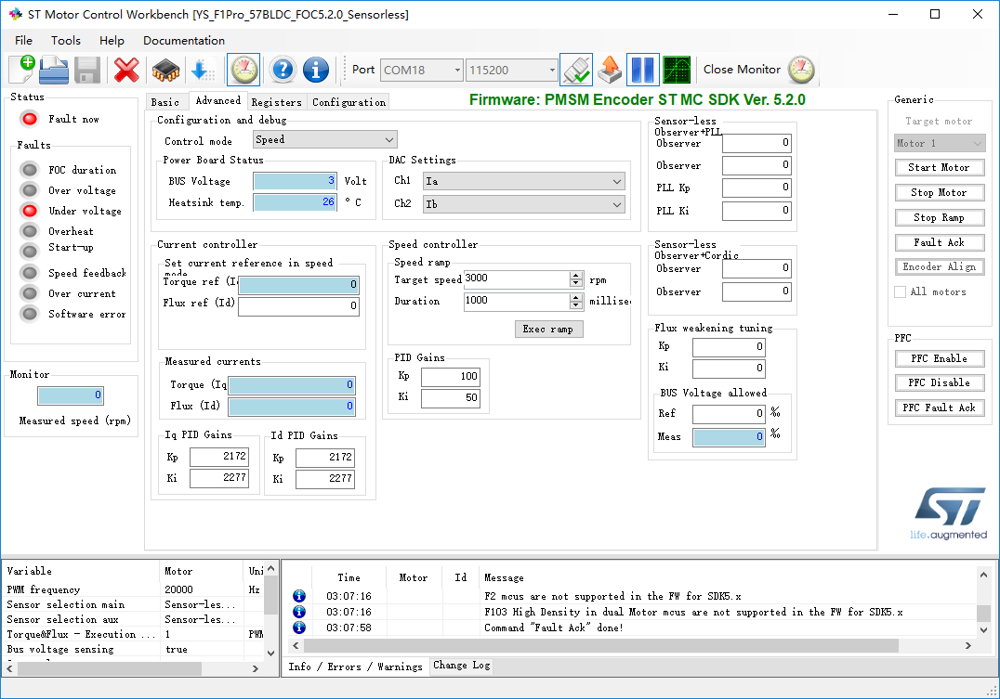 ST Motor Control Workbench [YS_F1Pro_57BLDC_FOC5.2.0_Sensorless]
File Tools Help Documentation
Port COM18 115200 Close Monitor
Status
Fault now
Faults
FOC duration
Over voltage
Under voltage
Overheat
Start-up
Speed feedback
Over current
Software error
Monitor
0
Measured speed (rpm)
Basic Advanced Registers Configuration
Firmware: PMSM Encoder ST MC SDK Ver. 5.2.0
Configuration and debug
Control mode Speed
Power Board Status
BUS Voltage 3 Volt
Heatsink temp. 26 ° C
DAC Settings
Ch1 Ia
Ch2 Ib
Current controller
Set current reference in speed
mode
Torque ref (I 0
Flux ref (Id) 0
Measured currents
Torque (Iq 0
Flux (Id) 0
Iq PID Gains
Kp 2172
Ki 2277
Id PID Gains
Kp 2172
Ki 2277
Speed controller
Speed ramp
Target speed 3000 rpm
Duration 1000 millise
Exec ramp
PID Gains
Kp 100
Ki 50
Sensor-less
Observer+PLL
Observer 0
Observer 0
PLL Kp 0
PLL Ki 0
Sensor-less
Observer+Cordic
Observer 0
Observer 0
Flux weakening tuning
Kp 0
Ki 0
BUS Voltage allowed
Ref 0 ‰
Meas 0 ‰
Generic
Target motor
Motor 1
Start Motor
Stop Motor
Stop Ramp
Fault Ack
Encoder Align
All motors
PFC
PFC Enable
PFC Disable
PFC Fault Ack
ST
life.augmented
Variable Motor Uni
PWM frequency 20000 Hz
Sensor selection main Sensor-les...
Sensor selection aux Sensor-les...
Torque&Flux - Execution ... 1 PWM
Bus voltage sensing true
Time Motor Id Message
03:07:16 F2 mcus are not supported in the FW for SDK5.x
03:07:16 F103 High Density in dual Motor mcus are not supported in the FW for SDK5.x
03:07:58 Command "Fault Ack" done!
Info / Errors / Warnings Change Log